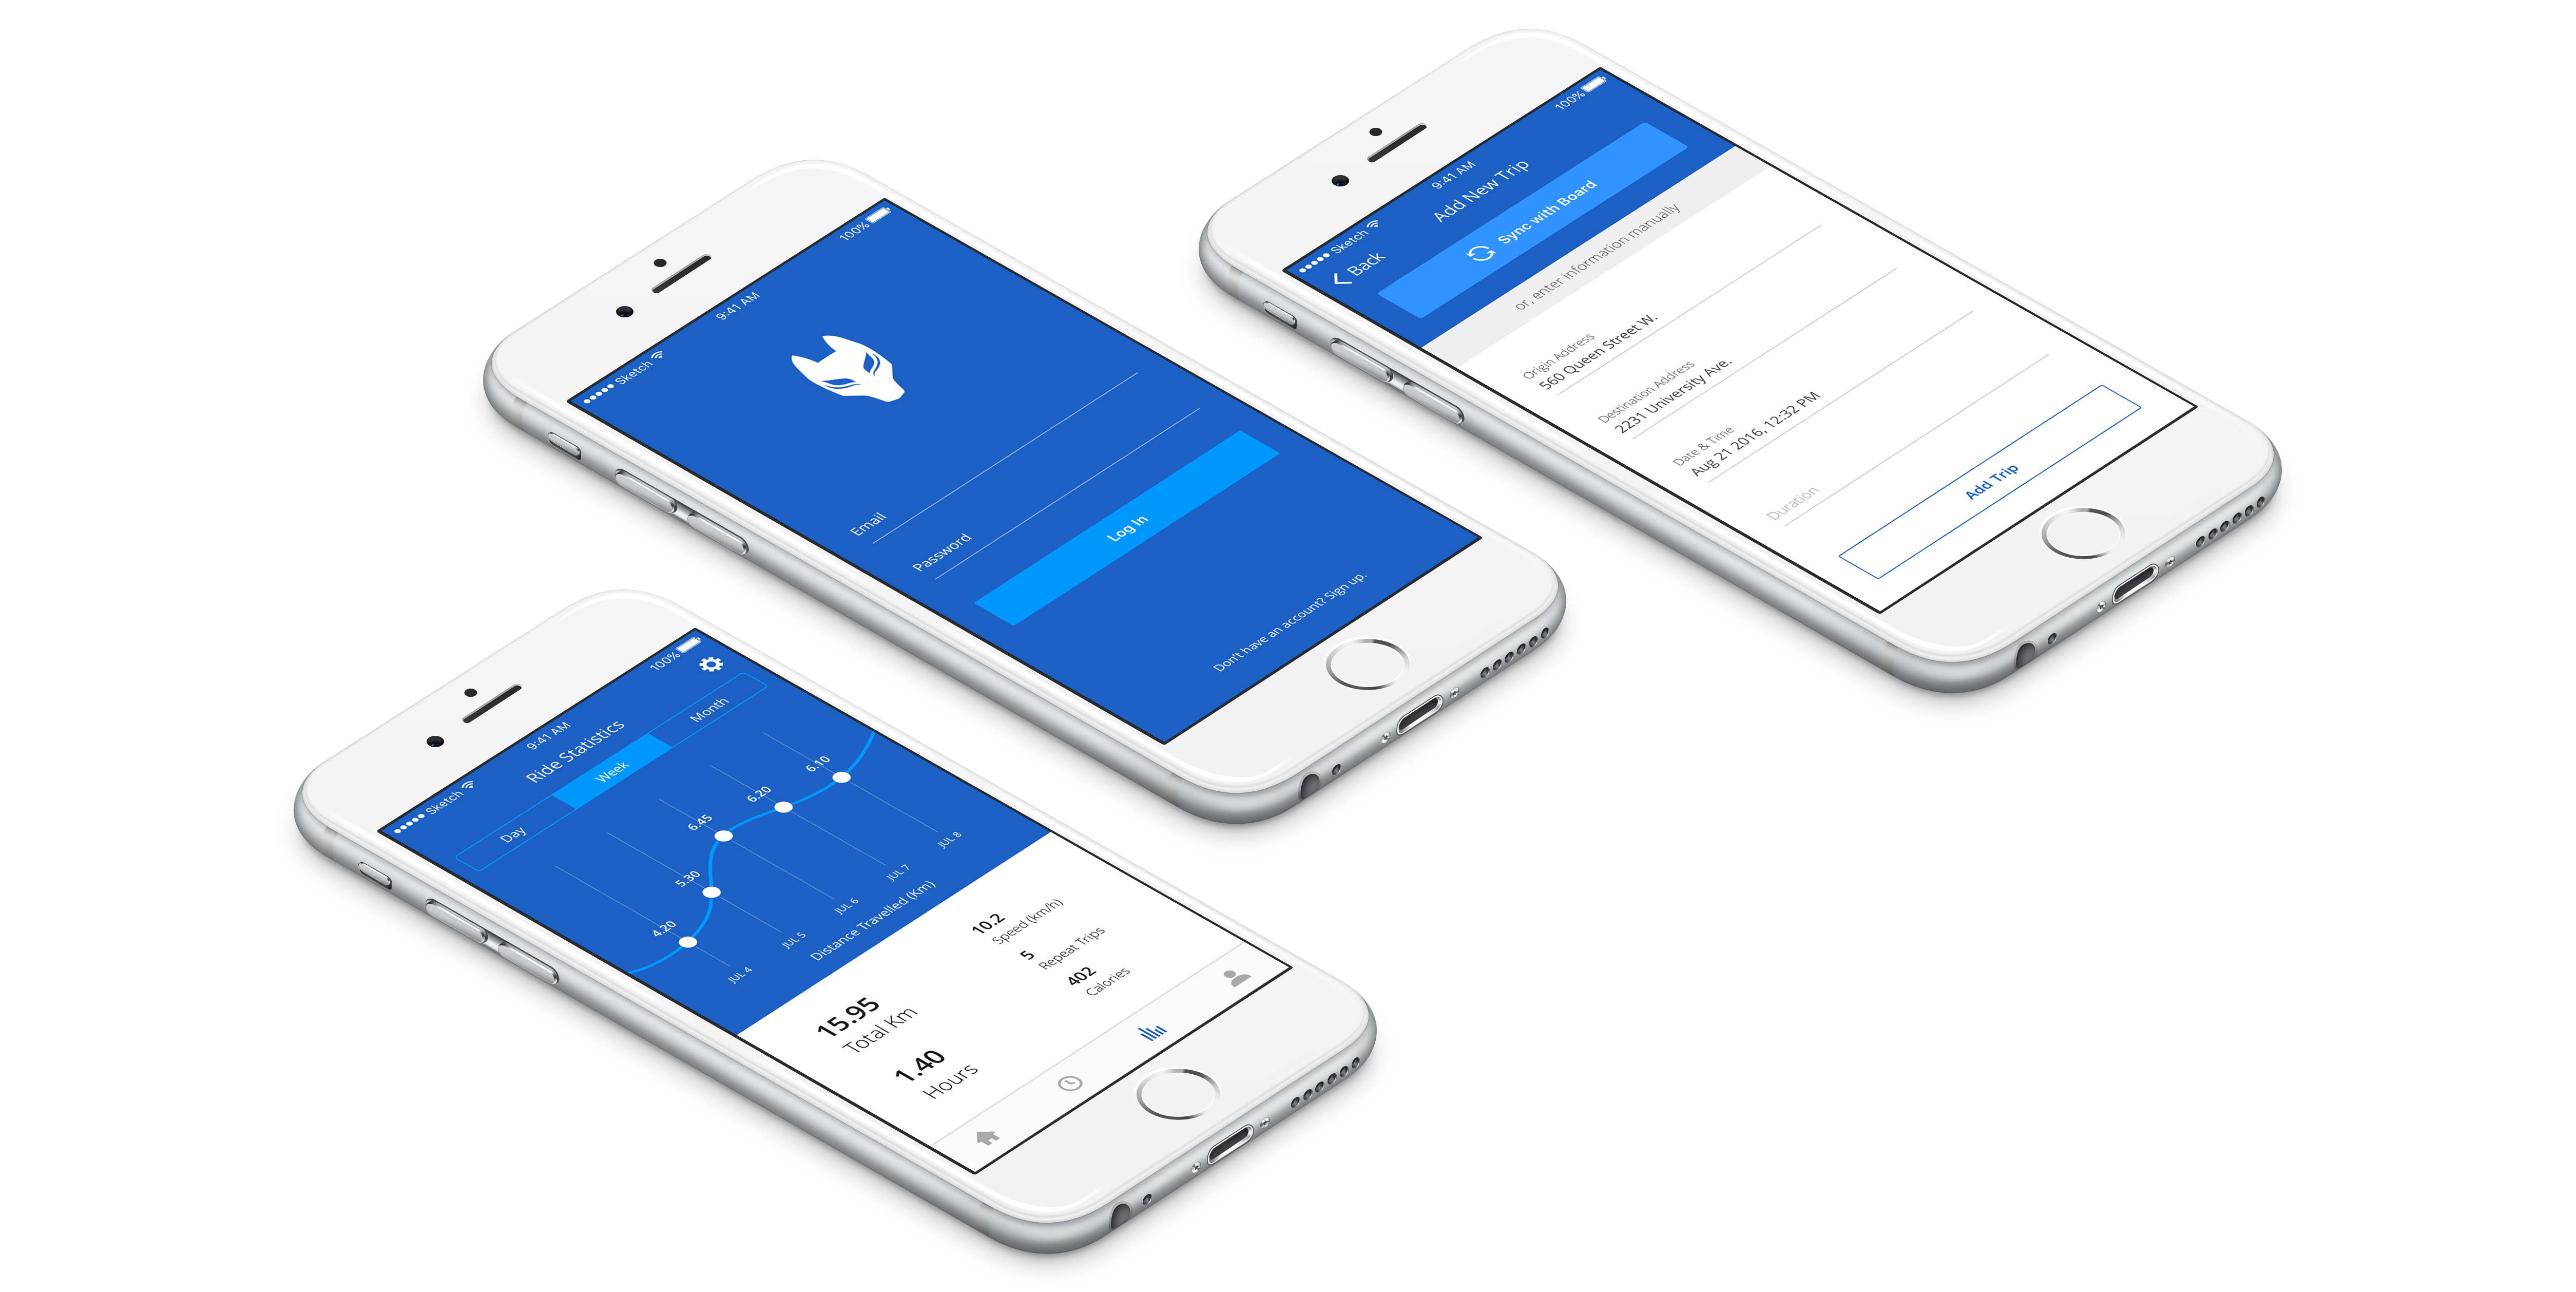 Sketch 9:41 AM 100%
Email
Password
Log In
Don't have an account? Sign up.
Sketch 9:41 AM 100%
Back Add New Trip
Sync with Board
or, enter information manually
Origin Address
560 Queen Street W.
Destination Address
2231 University Ave.
Date & Time
Aug 21 2016, 12:32 PM
Duration
Add Trip
Sketch 9:41 AM 100%
Ride Statistics
Day Week Month
4.20 5.30 6.45 6.20 6.10
JUL 4 JUL 5 JUL 6 JUL 7 JUL 8
Distance Travelled (Km)
15.95
Total Km
1.40
Hours
10.2
Speed (km/h)
5
Repeat Trips
402
Calories